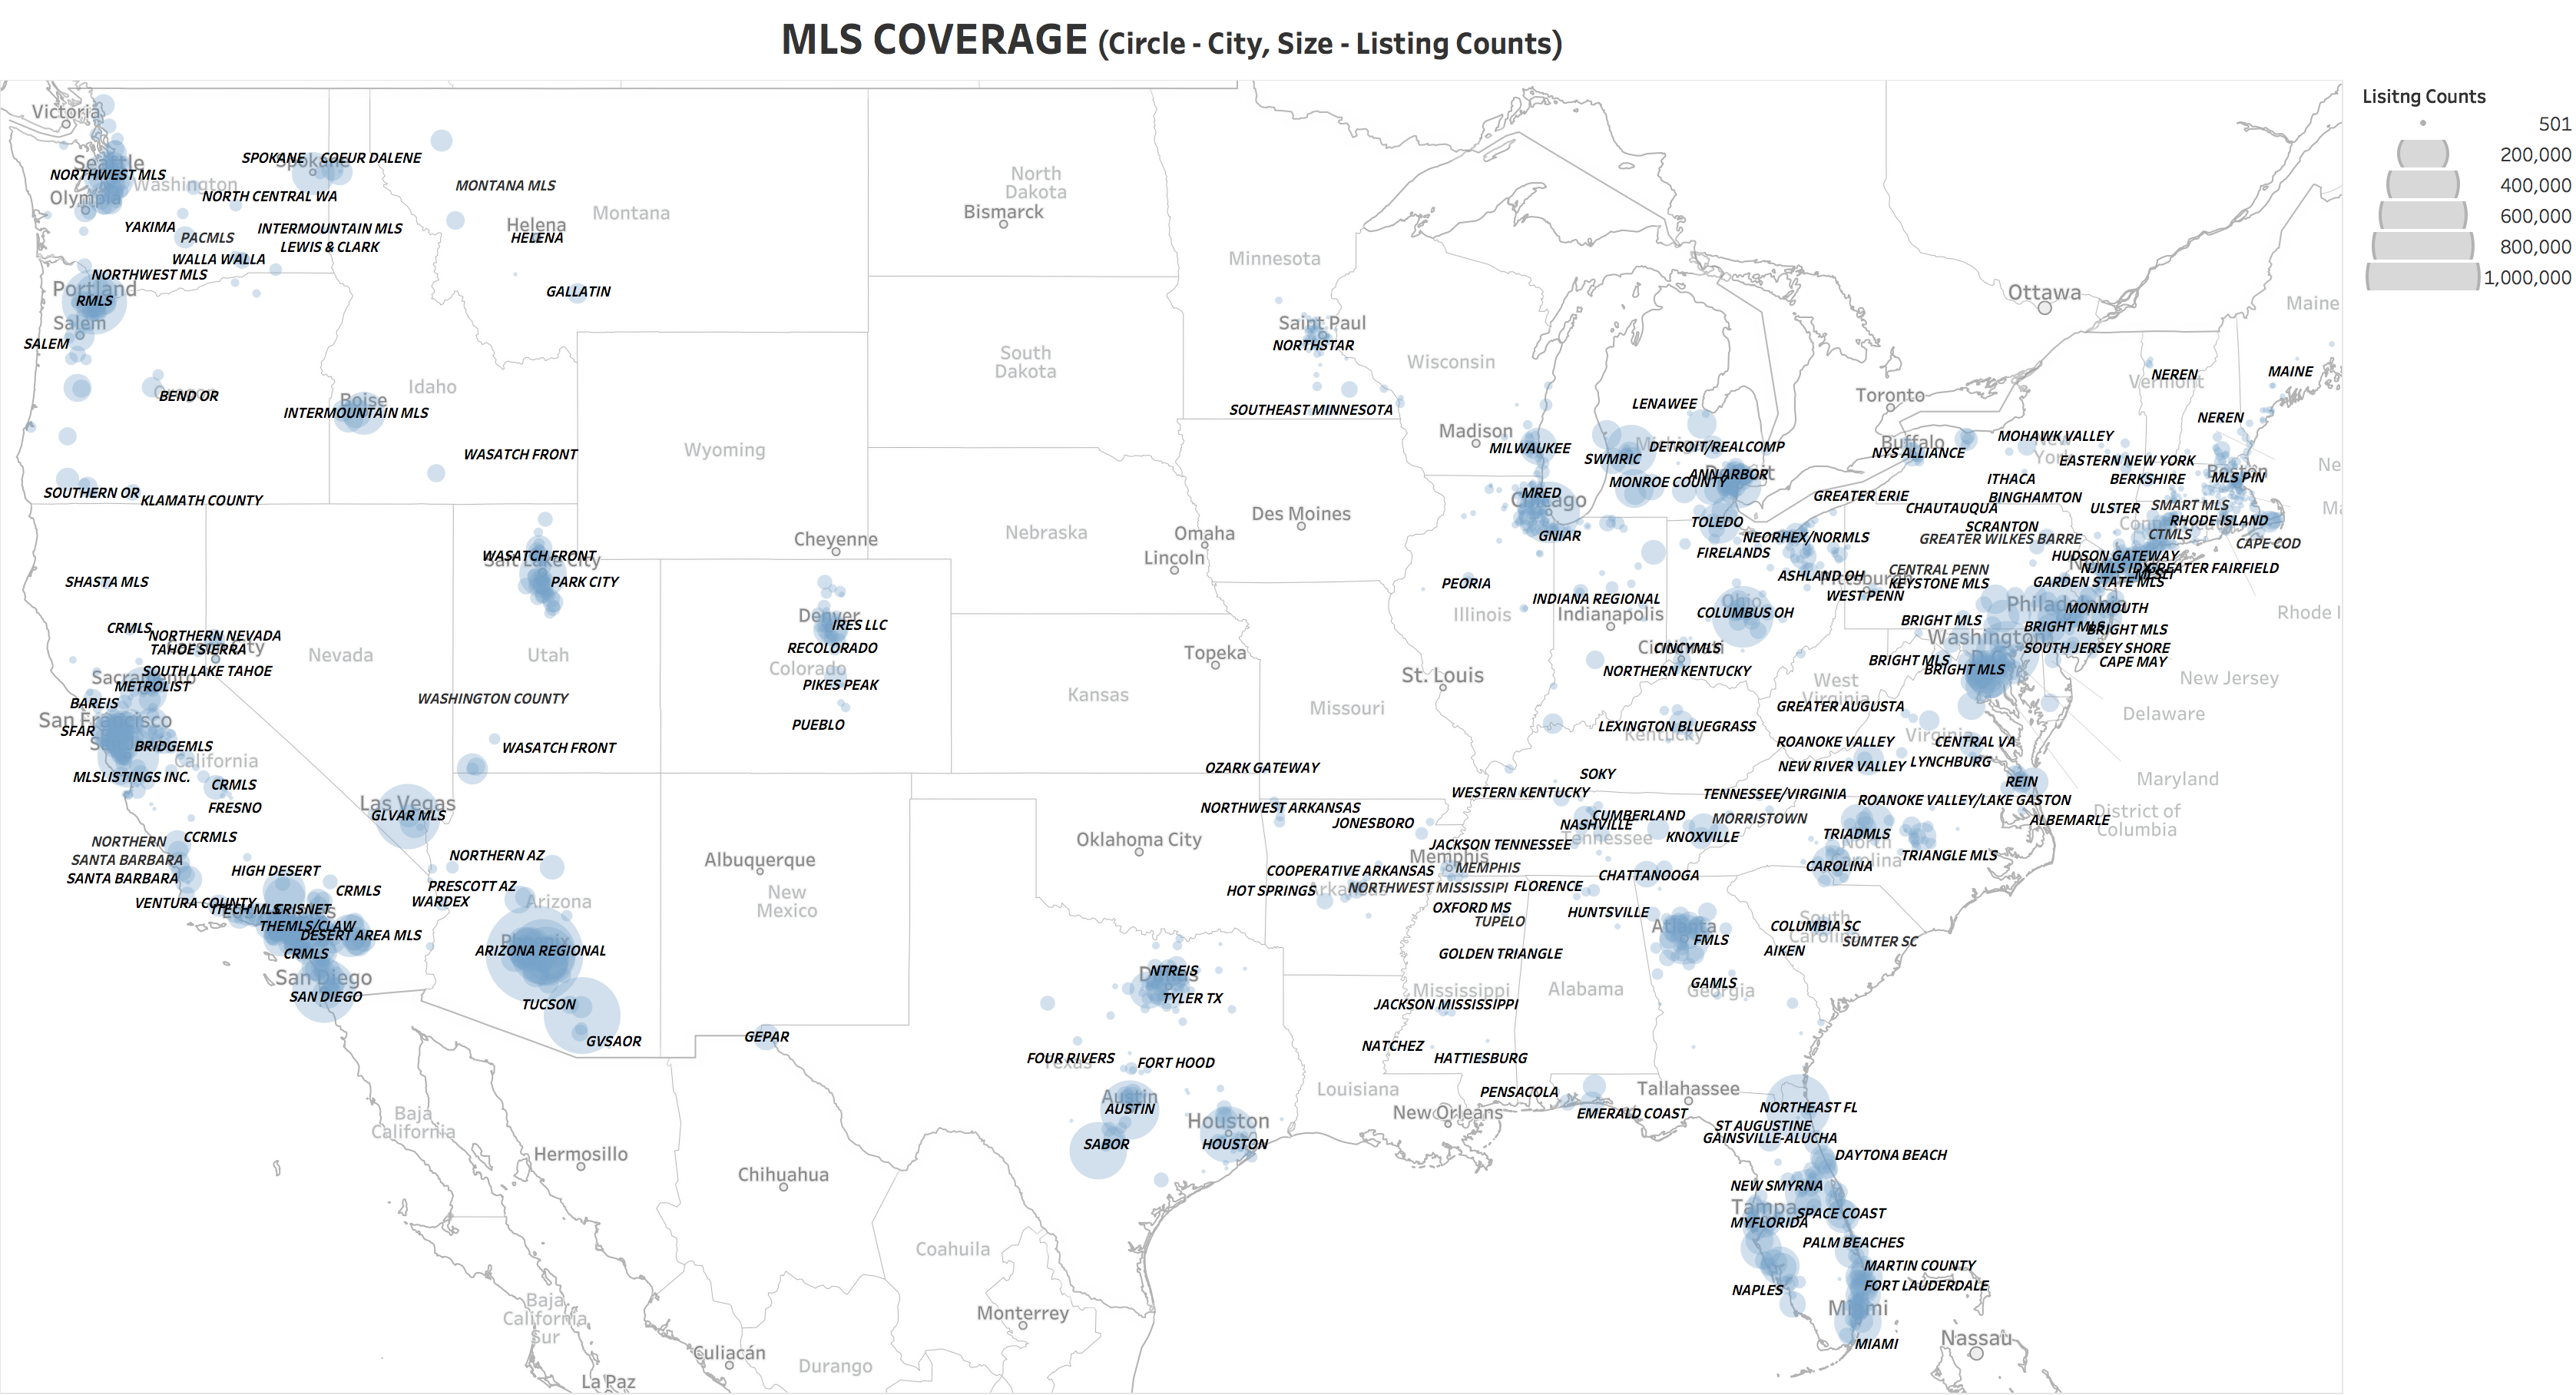 MLS COVERAGE (Circle - City, Size - Listing Counts)
Lisitng Counts
501
200,000
400,000
600,000
800,000
1,000,000
Victoria
Seattle
NORTHWEST MLS
Washington
Olympia
SPOKANE
Spokane
COEUR DALENE
NORTH CENTRAL WA
YAKIMA
PACMLS
INTERMOUNTAIN MLS
LEWIS & CLARK
WALLA WALLA
NORTHWEST MLS
Portland
RMLS
Salem
SALEM
BEND OR
SOUTHERN OR
KLAMATH COUNTY
MONTANA MLS
Montana
Helena
HELENA
GALLATIN
Idaho
Boise
INTERMOUNTAIN MLS
WASATCH FRONT
Wyoming
Cheyenne
North
Dakota
Bismarck
South
Dakota
Nebraska
Omaha
Lincoln
Minnesota
Saint Paul
NORTHSTAR
SOUTHEAST MINNESOTA
Wisconsin
Madison
MILWAUKEE
Des Moines
MRED
Chicago
GNIAR
PEORIA
Illinois
LENAWEE
DETROIT/REALCOMP
SWMRIC
ANN ARBOR
MONROE COUNTY
TOLEDO
NEORHEX/NORMLS
FIRELANDS
ASHLAND OH
INDIANA REGIONAL
Indianapolis
COLUMBUS OH
Ohio
CINCYMLS
NORTHERN KENTUCKY
LEXINGTON BLUEGRASS
Kentucky
Ottawa
Toronto
Buffalo
NYS ALLIANCE
MOHAWK VALLEY
New
York
EASTERN NEW YORK
ITHACA
BINGHAMTON
BERKSHIRE
GREATER ERIE
CHAUTAUQUA
ULSTER
SMART MLS
SCRANTON
RHODE ISLAND
GREATER WILKES BARRE
CTMLS
CAPE COD
HUDSON GATEWAY
NJMLS IDX
GREATER FAIRFIELD
GARDEN STATE MLS
CENTRAL PENN
KEYSTONE MLS
Pittsburgh
WEST PENN
Maine
MAINE
NEREN
Vermont
NEREN
Boston
MLS PIN
Philadelphia
MONMOUTH
BRIGHT MLS
BRIGHT MLS
BRIGHT MLS
Washington
SOUTH JERSEY SHORE
CAPE MAY
BRIGHT MLS
BRIGHT MLS
New Jersey
Delaware
Maryland
District of
Columbia
West
Virginia
GREATER AUGUSTA
Virginia
ROANOKE VALLEY
CENTRAL VA
NEW RIVER VALLEY
LYNCHBURG
REIN
ROANOKE VALLEY/LAKE GASTON
ALBEMARLE
SHASTA MLS
CRMLS
NORTHERN NEVADA
TAHOE SIERRA
SOUTH LAKE TAHOE
Sacramento
METROLIST
BAREIS
San Francisco
SFAR
BRIDGEMLS
California
MLSLISTINGS INC.
CRMLS
FRESNO
CCRMLS
NORTHERN
SANTA BARBARA
SANTA BARBARA
HIGH DESERT
CRMLS
VENTURA COUNTY
ITECH MLS
CRISNET
THEMLS/CLAW
DESERT AREA MLS
CRMLS
San Diego
SAN DIEGO
Nevada
Las Vegas
GLVAR MLS
WASATCH FRONT
Salt Lake City
PARK CITY
Utah
WASHINGTON COUNTY
WASATCH FRONT
Denver
IRES LLC
RECOLORADO
Colorado
PIKES PEAK
PUEBLO
NORTHERN AZ
PRESCOTT AZ
WARDEX
Arizona
Phoenix
ARIZONA REGIONAL
TUCSON
GVSAOR
Albuquerque
New
Mexico
GEPAR
Topeka
Kansas
St. Louis
Missouri
OZARK GATEWAY
NORTHWEST ARKANSAS
JONESBORO
Oklahoma City
COOPERATIVE ARKANSAS
HOT SPRINGS
Arkansas
SOKY
WESTERN KENTUCKY
TENNESSEE/VIRGINIA
CUMBERLAND
NASHVILLE
MORRISTOWN
Tennessee
KNOXVILLE
JACKSON TENNESSEE
Memphis
MEMPHIS
NORTHWEST MISSISSIPI
FLORENCE
CHATTANOOGA
OXFORD MS
TUPELO
HUNTSVILLE
GOLDEN TRIANGLE
Mississippi
Alabama
JACKSON MISSISSIPPI
NATCHEZ
HATTIESBURG
Atlanta
FMLS
GAMLS
Georgia
TRIADMLS
North
Carolina
TRIANGLE MLS
CAROLINA
COLUMBIA SC
South
Carolina
SUMTER SC
AIKEN
NTREIS
Dallas
TYLER TX
FOUR RIVERS
FORT HOOD
Texas
Austin
AUSTIN
SABOR
Houston
HOUSTON
Louisiana
New Orleans
PENSACOLA
EMERALD COAST
Tallahassee
NORTHEAST FL
ST AUGUSTINE
GAINSVILLE-ALUCHA
DAYTONA BEACH
NEW SMYRNA
Tampa
SPACE COAST
MYFLORIDA
PALM BEACHES
MARTIN COUNTY
NAPLES
FORT LAUDERDALE
Miami
MIAMI
Nassau
Baja
California
Hermosillo
Chihuahua
Coahuila
Baja
California
Sur
Monterrey
Culiacán
Durango
La Paz